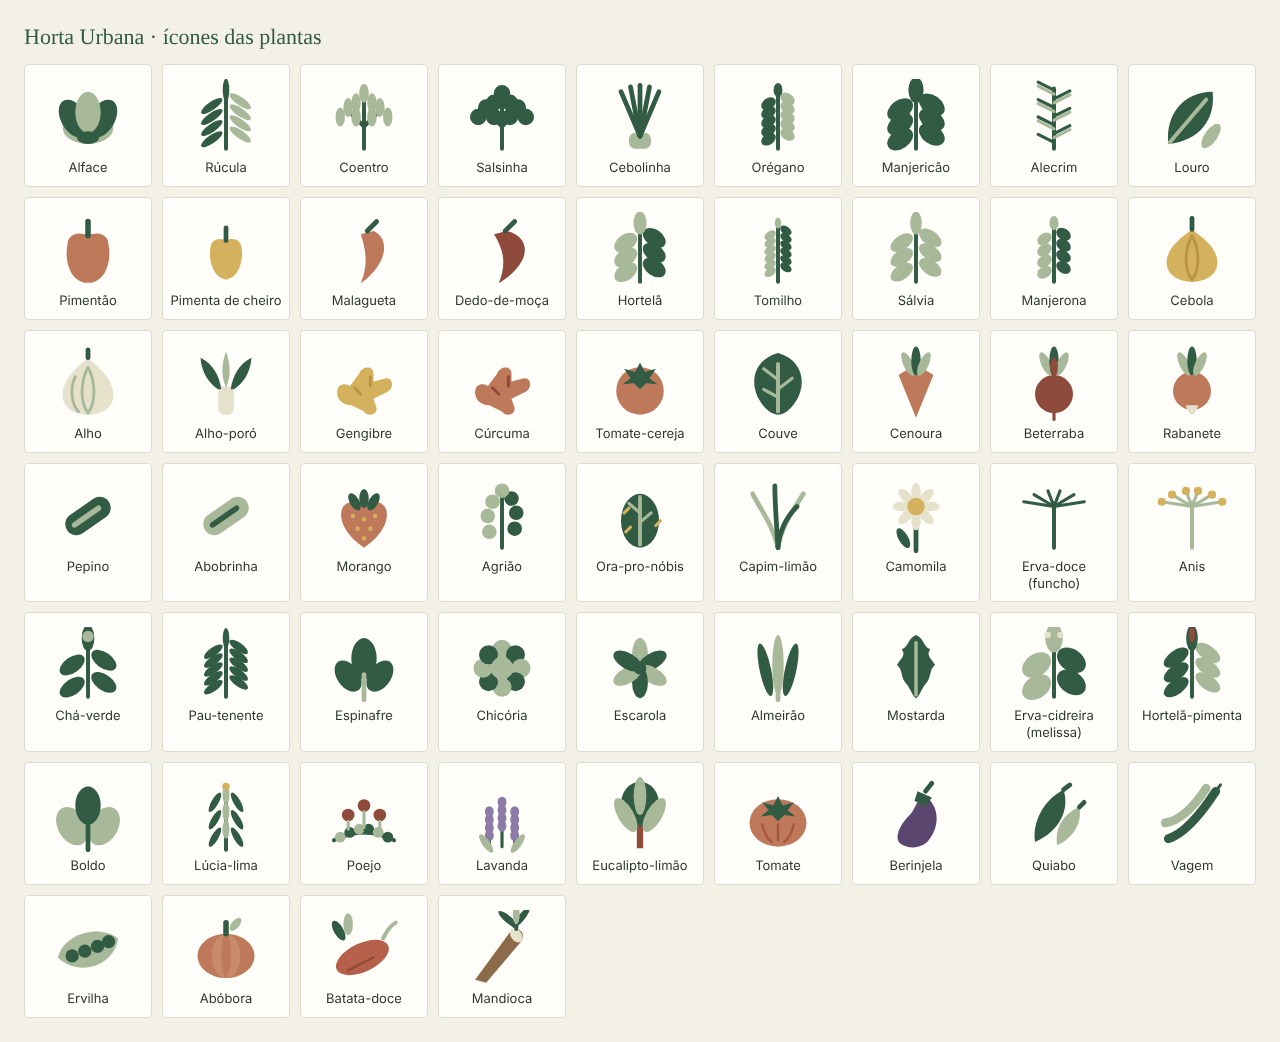 Horta Urbana · ícones das plantas
Alface
Rúcula
Coentro
Salsinha
Cebolinha
Orégano
Manjericão
Alecrim
Louro
Pimentão
Pimenta de cheiro
Malagueta
Dedo-de-moça
Hortelã
Tomilho
Sálvia
Manjerona
Cebola
Alho
Alho-poró
Gengibre
Cúrcuma
Tomate-cereja
Couve
Cenoura
Beterraba
Rabanete
Pepino
Abobrinha
Morango
Agrião
Ora-pro-nóbis
Capim-limão
Camomila
Erva-doce
(funcho)
Anis
Chá-verde
Pau-tenente
Espinafre
Chicória
Escarola
Almeirão
Mostarda
Erva-cidreira
(melissa)
Hortelã-pimenta
Boldo
Lúcia-lima
Poejo
Lavanda
Eucalipto-limão
Tomate
Berinjela
Quiabo
Vagem
Ervilha
Abóbora
Batata-doce
Mandioca